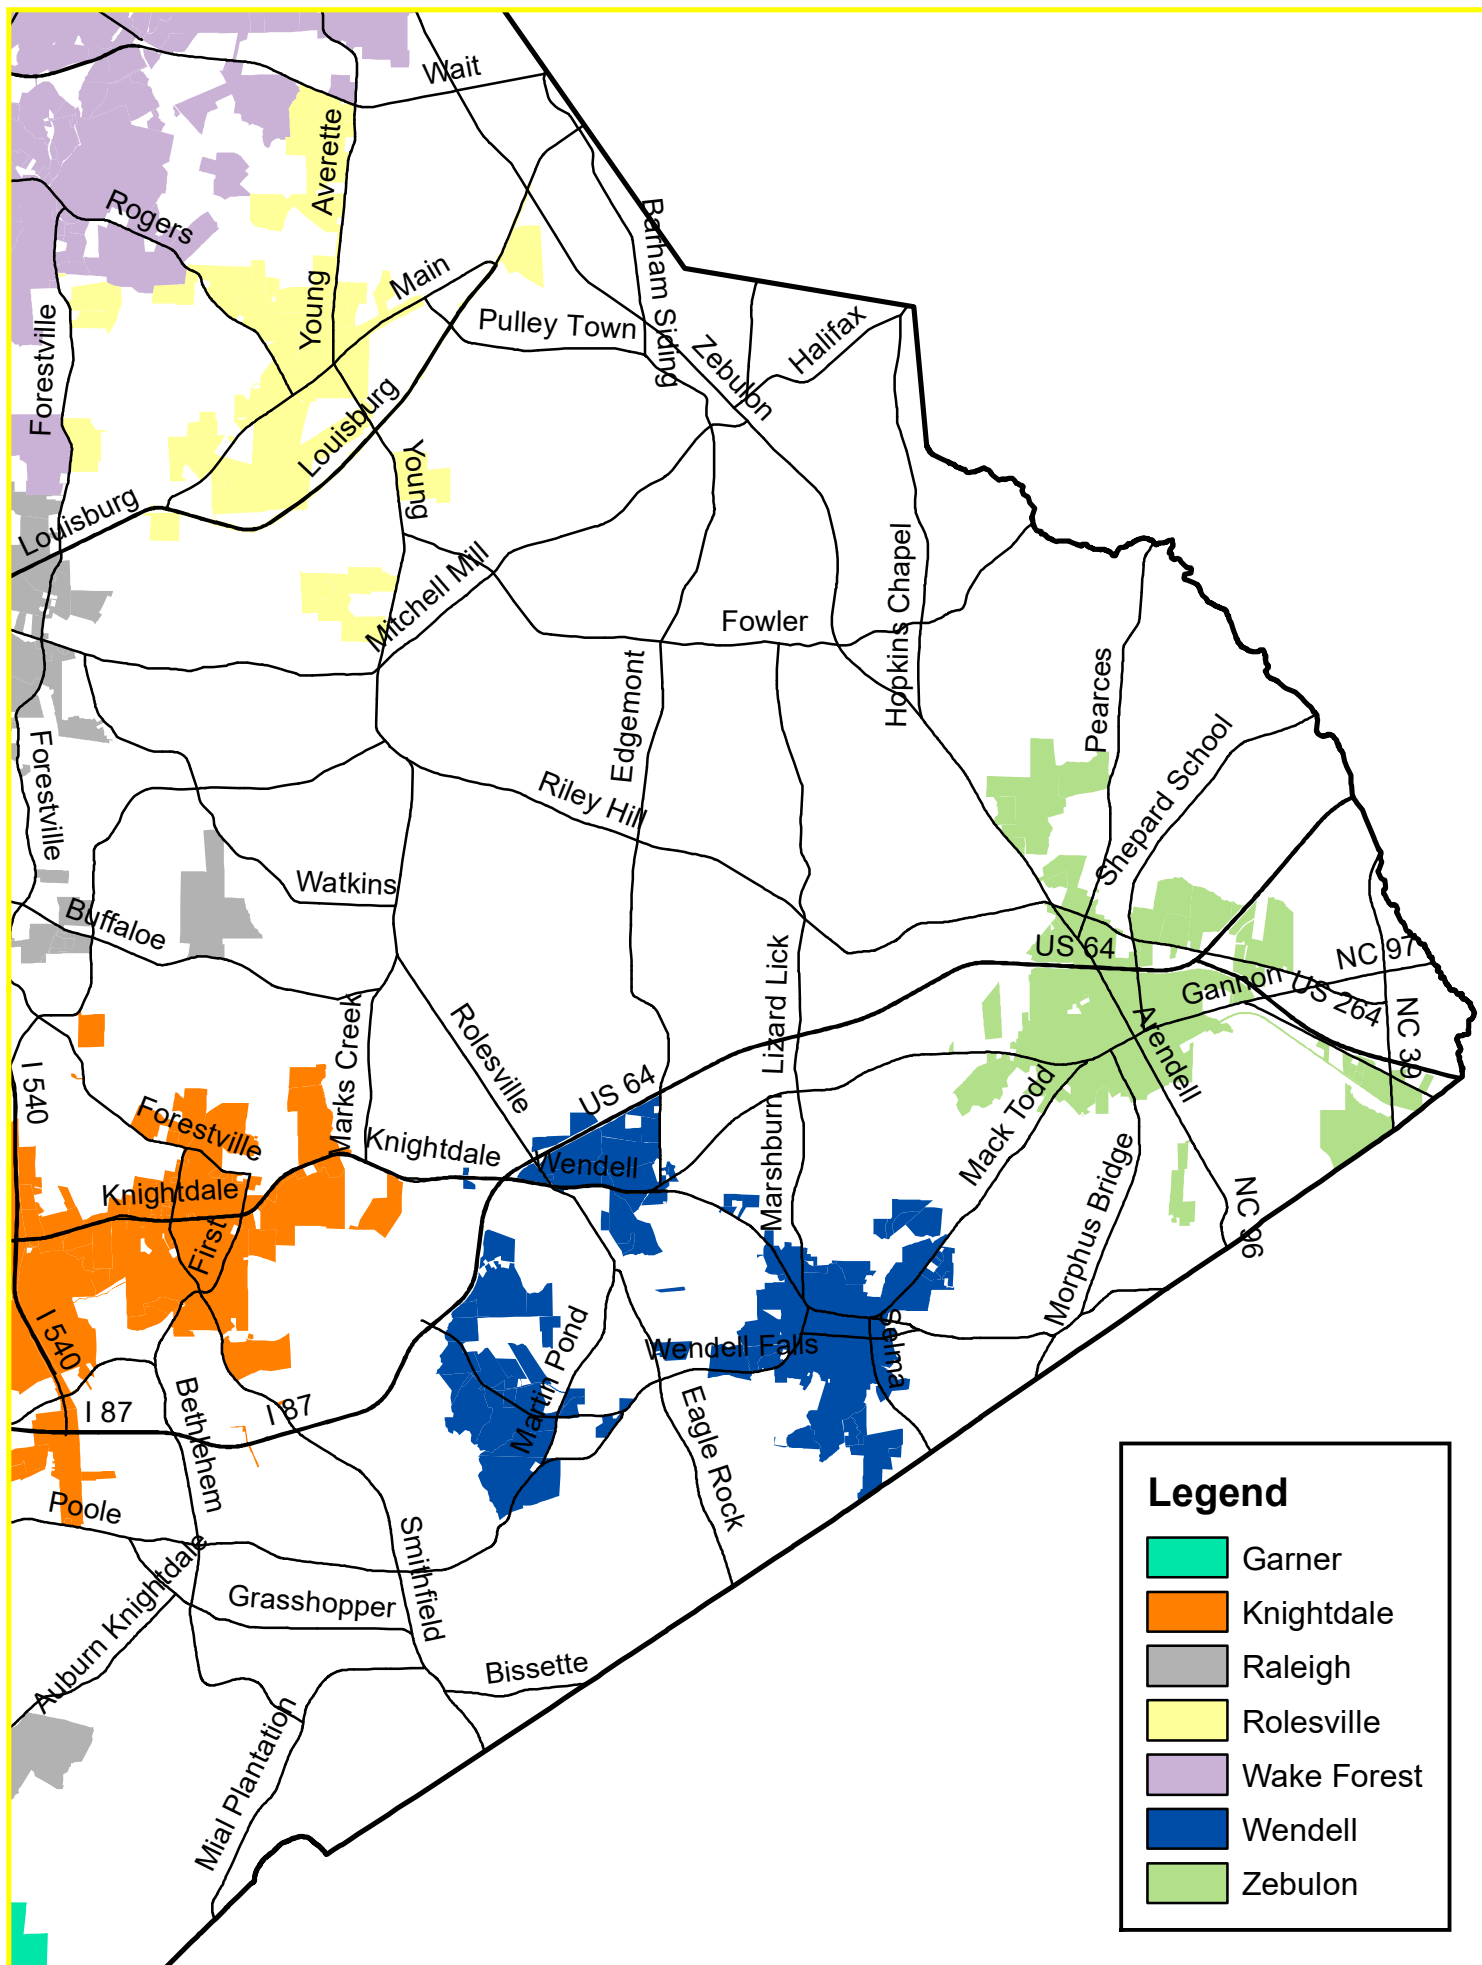 Wait
Averette
Rogers
Barham Siding
Main
Young
Pulley Town
Halifax
Zebulon
Forestville
Louisburg
Young
Louisburg
Mitchell Mill
Hopkins Chapel
Fowler
Edgemont
Pearces
Shepard School
Forestville
Riley Hill
Watkins
Buffaloe
US 64
NC 97
Gannon
US 264
NC 39
Lizard Lick
Marks Creek
Rolesville
Arendell
I 540
US 64
Mack Todd
Forestville
Knightdale
Wendell
Marshburn
Morphus Bridge
Knightdale
First
NC 96
I 540
Martin Pond
Wendell Falls
Selma
I 87
I 87
Bethlehem
Eagle Rock
Poole
Smithfield
Auburn Knightdale
Grasshopper
Bissette
Mial Plantation
Legend
Garner
Knightdale
Raleigh
Rolesville
Wake Forest
Wendell
Zebulon